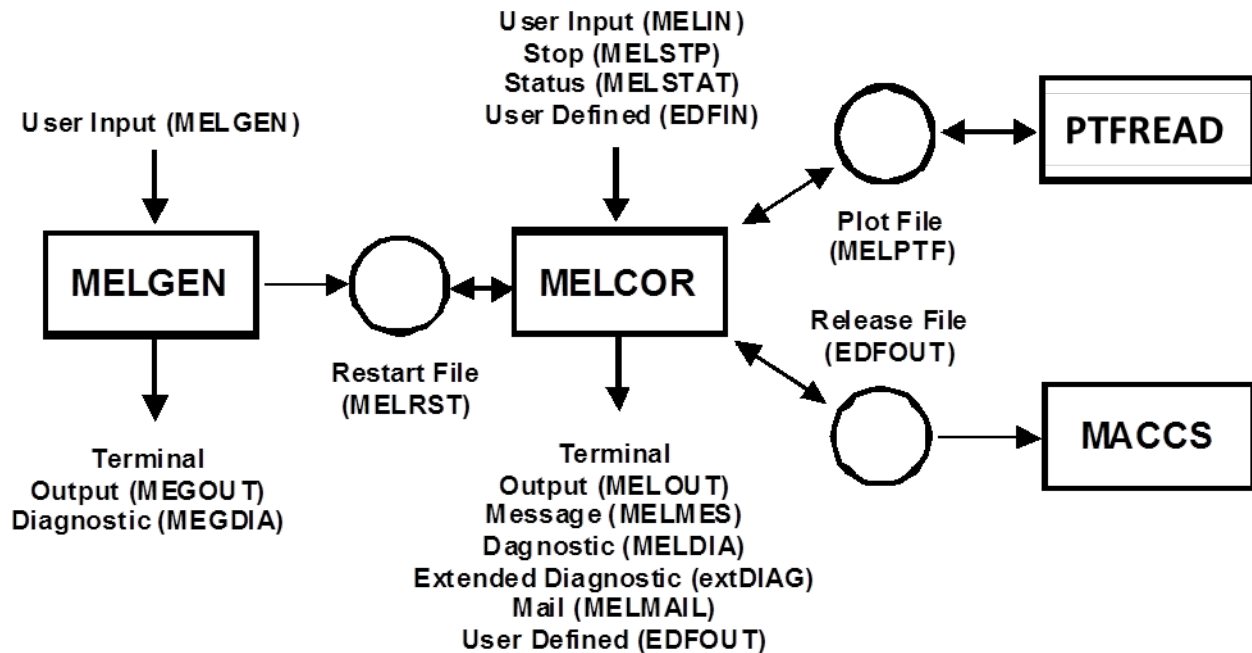 User Input (MELGEN)
MELGEN
Terminal
Output (MEGOUT)
Diagnostic (MEGDIA)
Restart File
(MELRST)
User Input (MELIN)
Stop (MELSTP)
Status (MELSTAT)
User Defined (EDFIN)
MELCOR
Terminal
Output (MELOUT)
Message (MELMES)
Dagnostic (MELDIA)
Extended Diagnostic (extDIAG)
Mail (MELMAIL)
User Defined (EDFOUT)
Plot File
(MELPTF)
PTFREAD
Release File
(EDFOUT)
MACCS